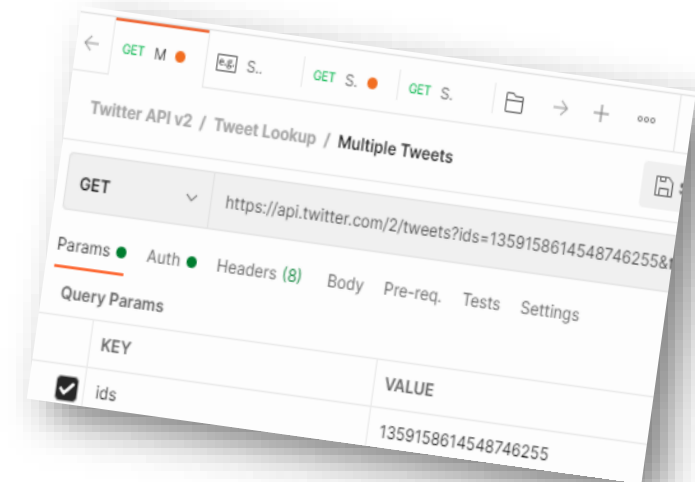 GET M e.g. S.. GET S. GET S.
Twitter API v2 / Tweet Lookup / Multiple Tweets
GET https://api.twitter.com/2/tweets?ids=1359158614548746255&
Params Auth Headers (8) Body Pre-req. Tests Settings
Query Params
KEY VALUE
ids 1359158614548746255